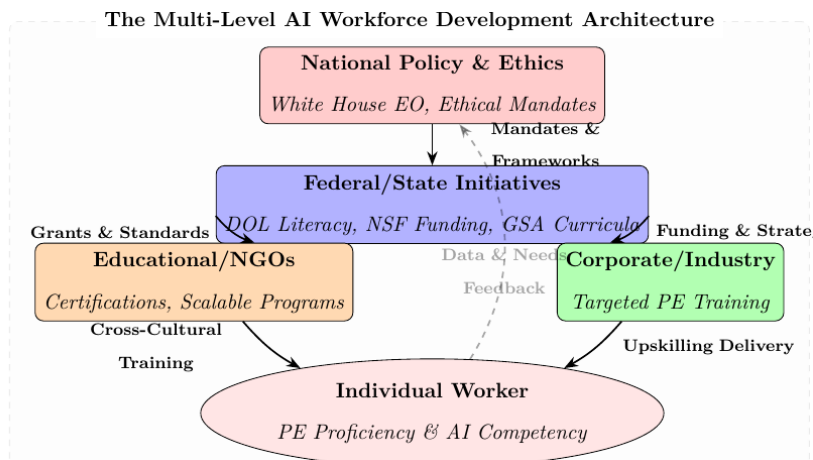 The Multi-Level AI Workforce Development Architecture
National Policy & Ethics
White House EO, Ethical Mandates
Mandates &
Frameworks
Federal/State Initiatives
DOL Literacy, NSF Funding, GSA Curricula
Grants & Standards
Funding & Strate
Data & Needs
Feedback
Educational/NGOs
Certifications, Scalable Programs
Corporate/Industry
Targeted PE Training
Cross-Cultural
Training
Upskilling Delivery
Individual Worker
PE Proficiency & AI Competency